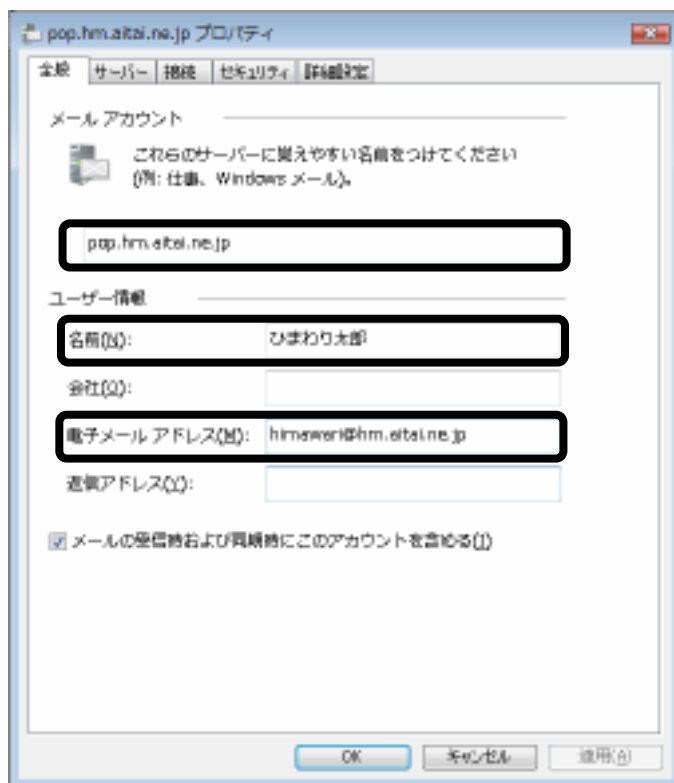 pop.hm.aitai.ne.jp プロパティ
全般 サーバー 接続 セキュリティ 詳細設定
メール アカウント
これらのサーバーに覚えやすい名前をつけてください
(例: 仕事、Windows メール)。
pop.hm.aitai.ne.jp
ユーザー情報
名前(N): ひまわり太郎
会社(O):
電子メール アドレス(M): himawari@hm.aitai.ne.jp
返信アドレス(Y):
メールの受信時および同期時にこのアカウントを含める(I)
OK キャンセル 適用(A)